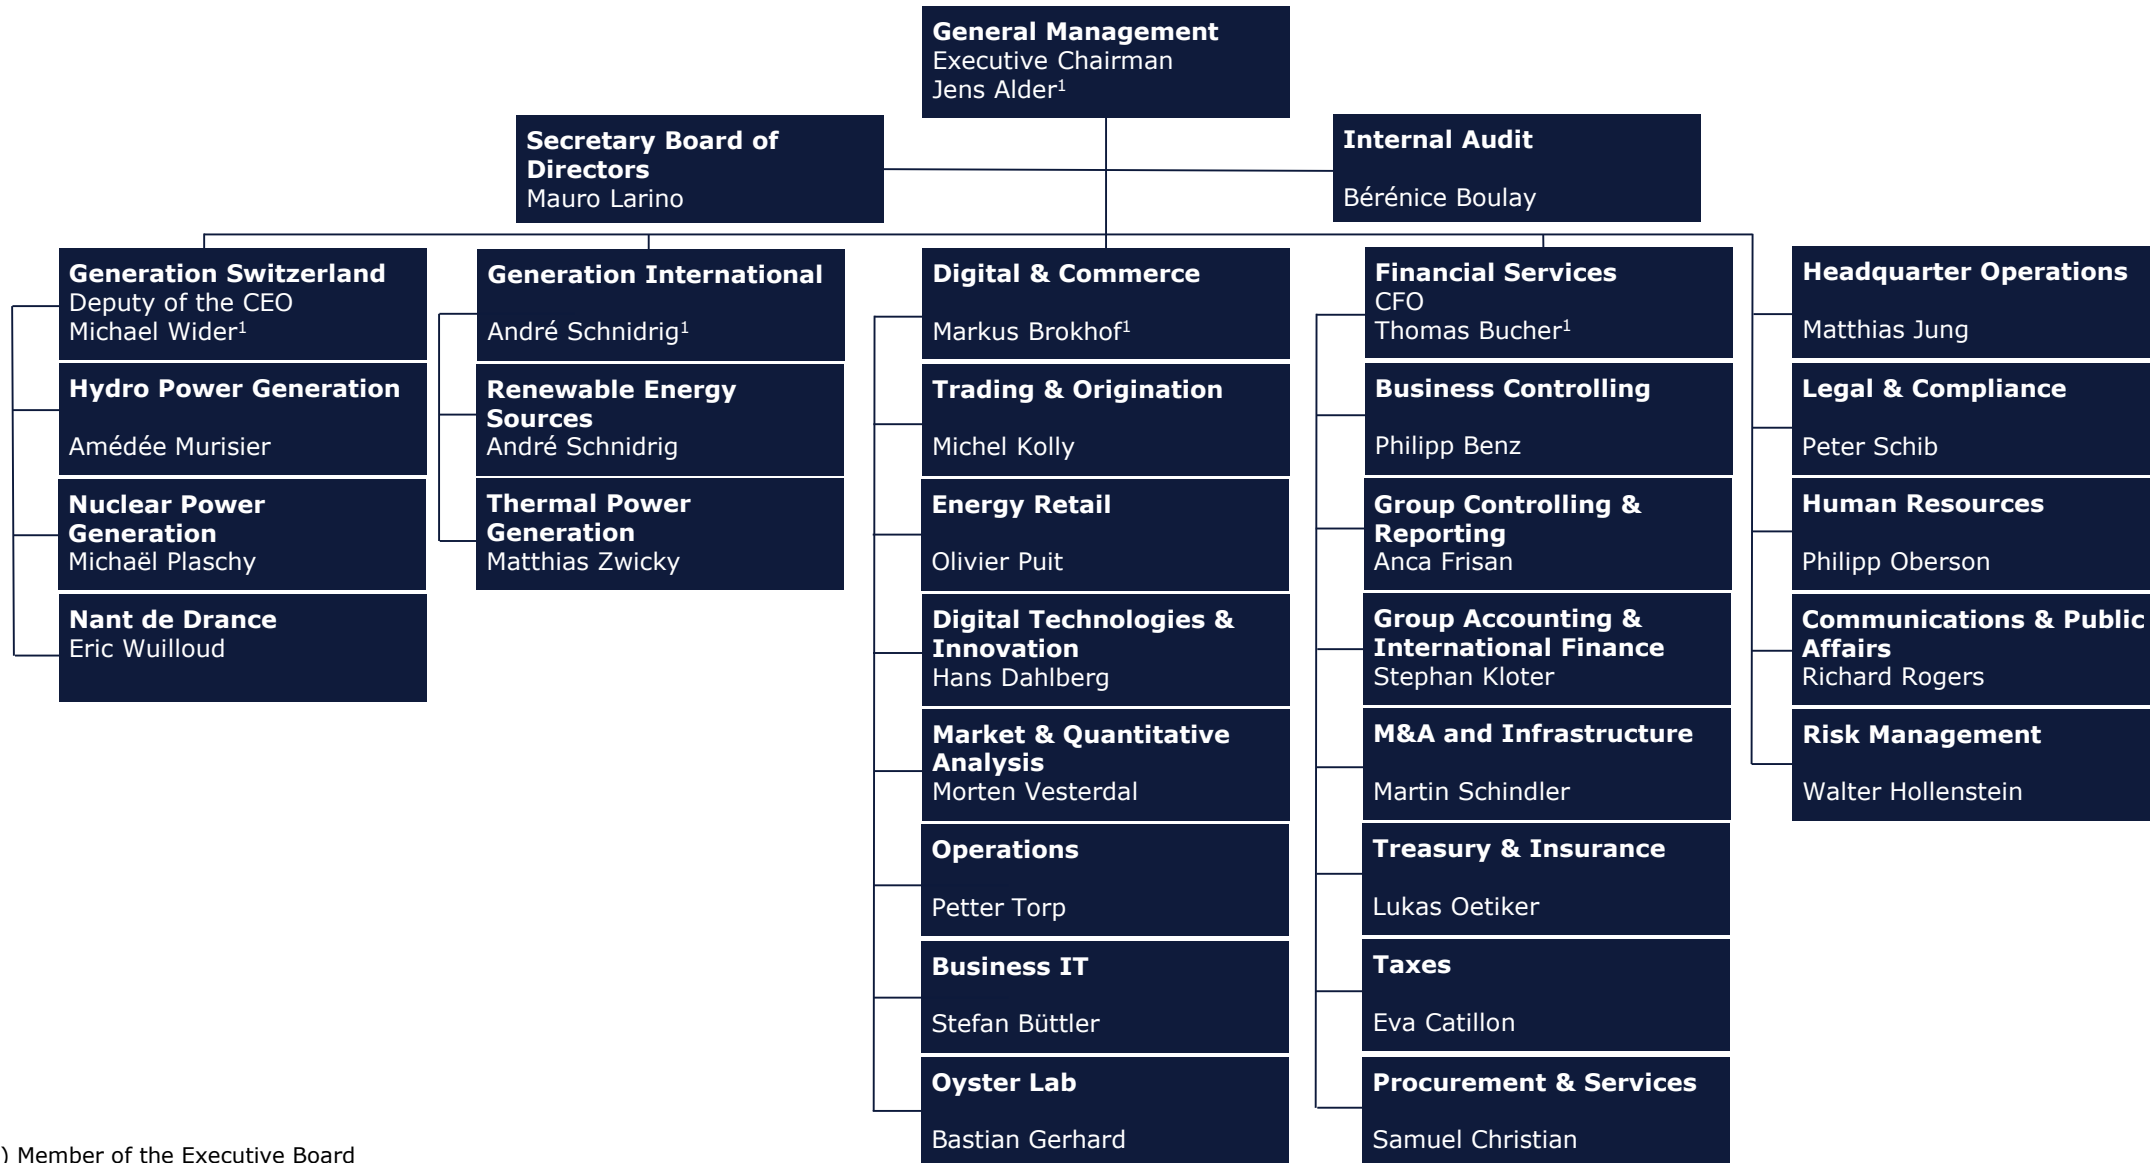 General Management
Executive Chairman
Jens Alder¹
Secretary Board of
Directors
Mauro Larino
Internal Audit
Bérénice Boulay
Generation Switzerland
Deputy of the CEO
Michael Wider¹
Hydro Power Generation
Amédée Murisier
Nuclear Power
Generation
Michaël Plaschy
Nant de Drance
Eric Wuilloud
Generation International
André Schnidrig¹
Renewable Energy
Sources
André Schnidrig
Thermal Power
Generation
Matthias Zwicky
Digital & Commerce
Markus Brokhof¹
Trading & Origination
Michel Kolly
Energy Retail
Olivier Puit
Digital Technologies &
Innovation
Hans Dahlberg
Market & Quantitative
Analysis
Morten Vesterdal
Operations
Petter Torp
Business IT
Stefan Büttler
Oyster Lab
Bastian Gerhard
Financial Services
CFO
Thomas Bucher¹
Business Controlling
Philipp Benz
Group Controlling &
Reporting
Anca Frisan
Group Accounting &
International Finance
Stephan Kloter
M&A and Infrastructure
Martin Schindler
Treasury & Insurance
Lukas Oetiker
Taxes
Eva Catillon
Procurement & Services
Samuel Christian
Headquarter Operations
Matthias Jung
Legal & Compliance
Peter Schib
Human Resources
Philipp Oberson
Communications & Public
Affairs
Richard Rogers
Risk Management
Walter Hollenstein
) Member of the Executive Board